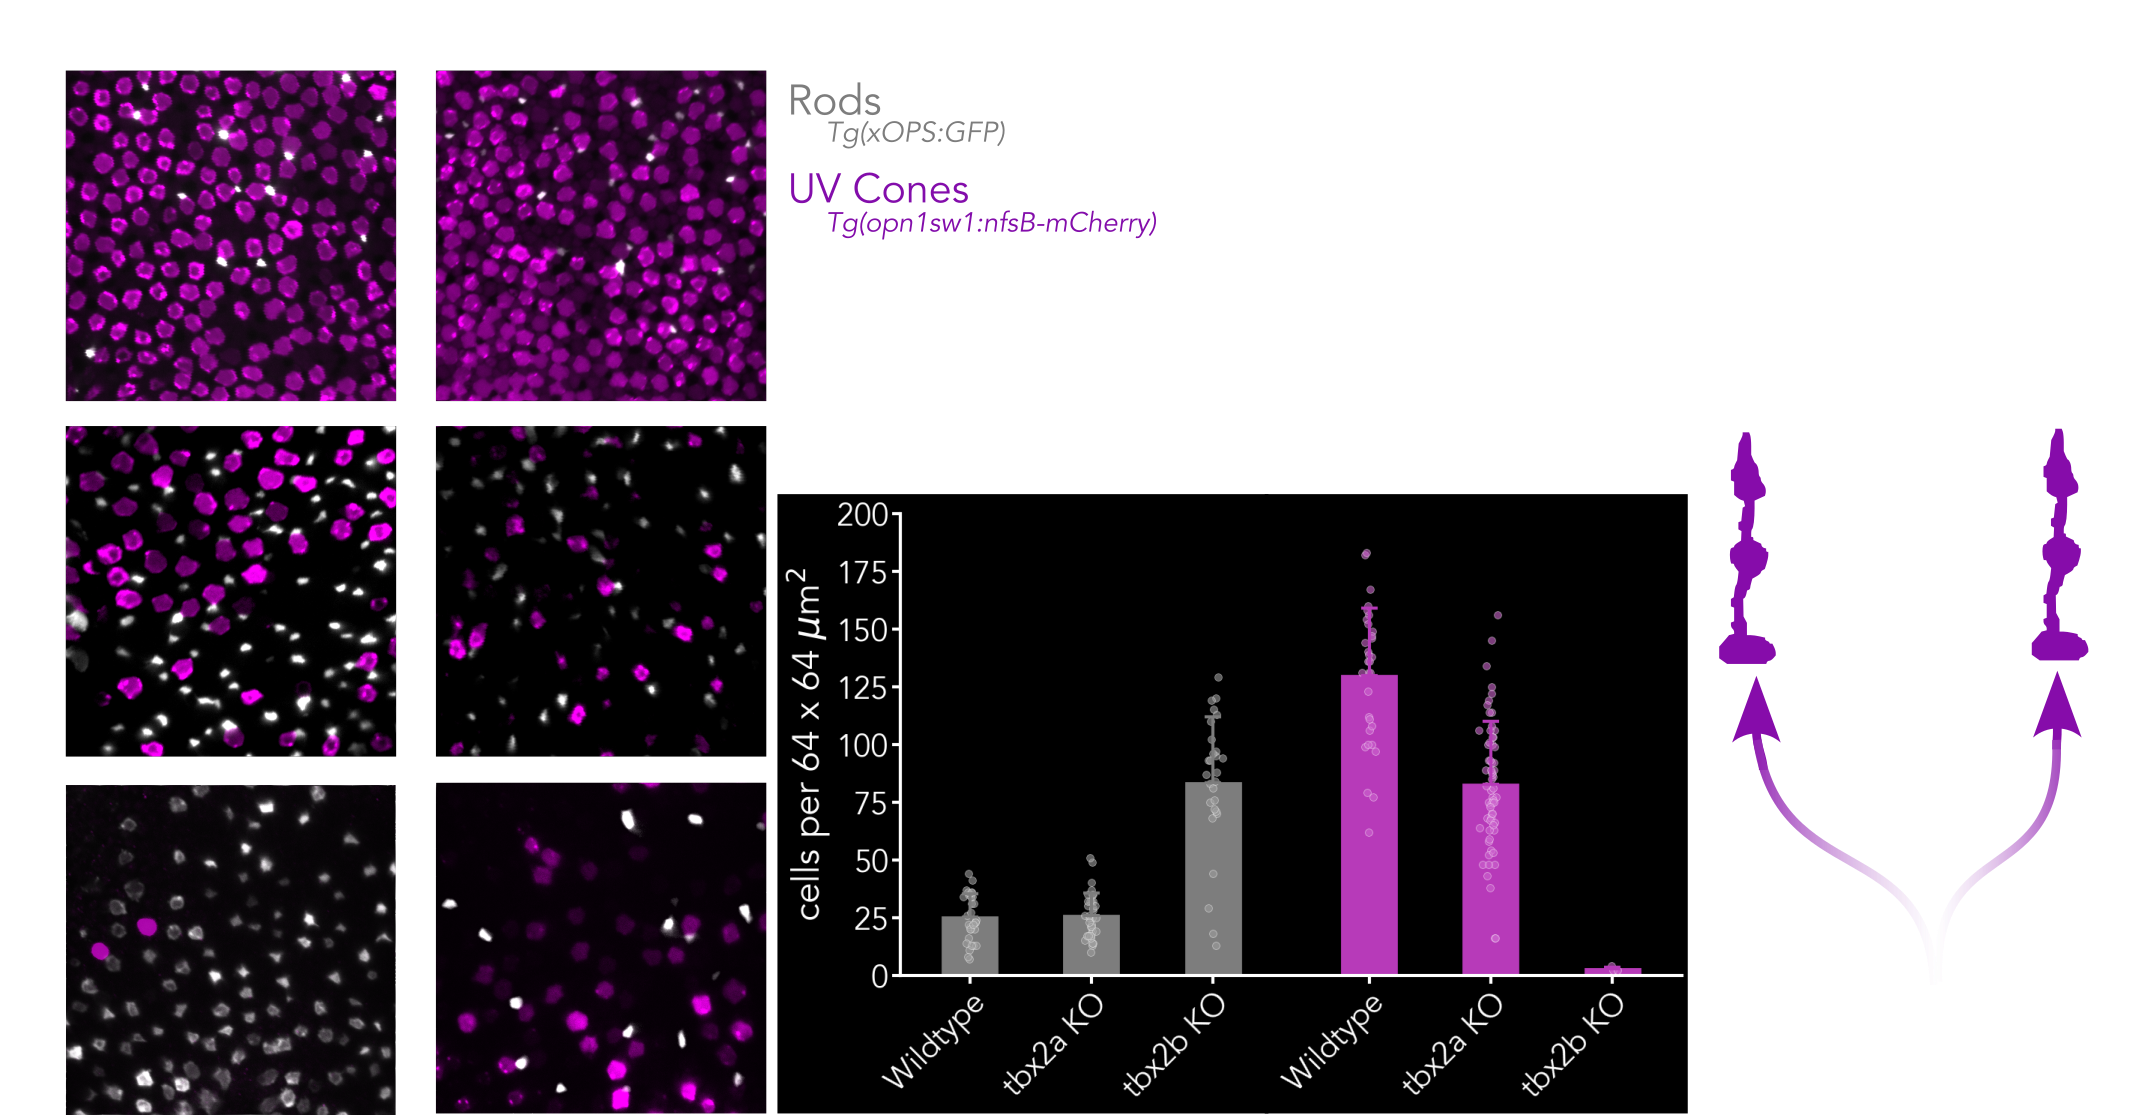 Rods
Tg(xOPS:GFP)
UV Cones
Tg(opn1sw1:nfsB-mCherry)
cells per 64 x 64 µm²
200
175
150
125
100
75
50
25
0
Wildtype
tbx2a KO
tbx2b KO
Wildtype
tbx2a KO
tbx2b KO